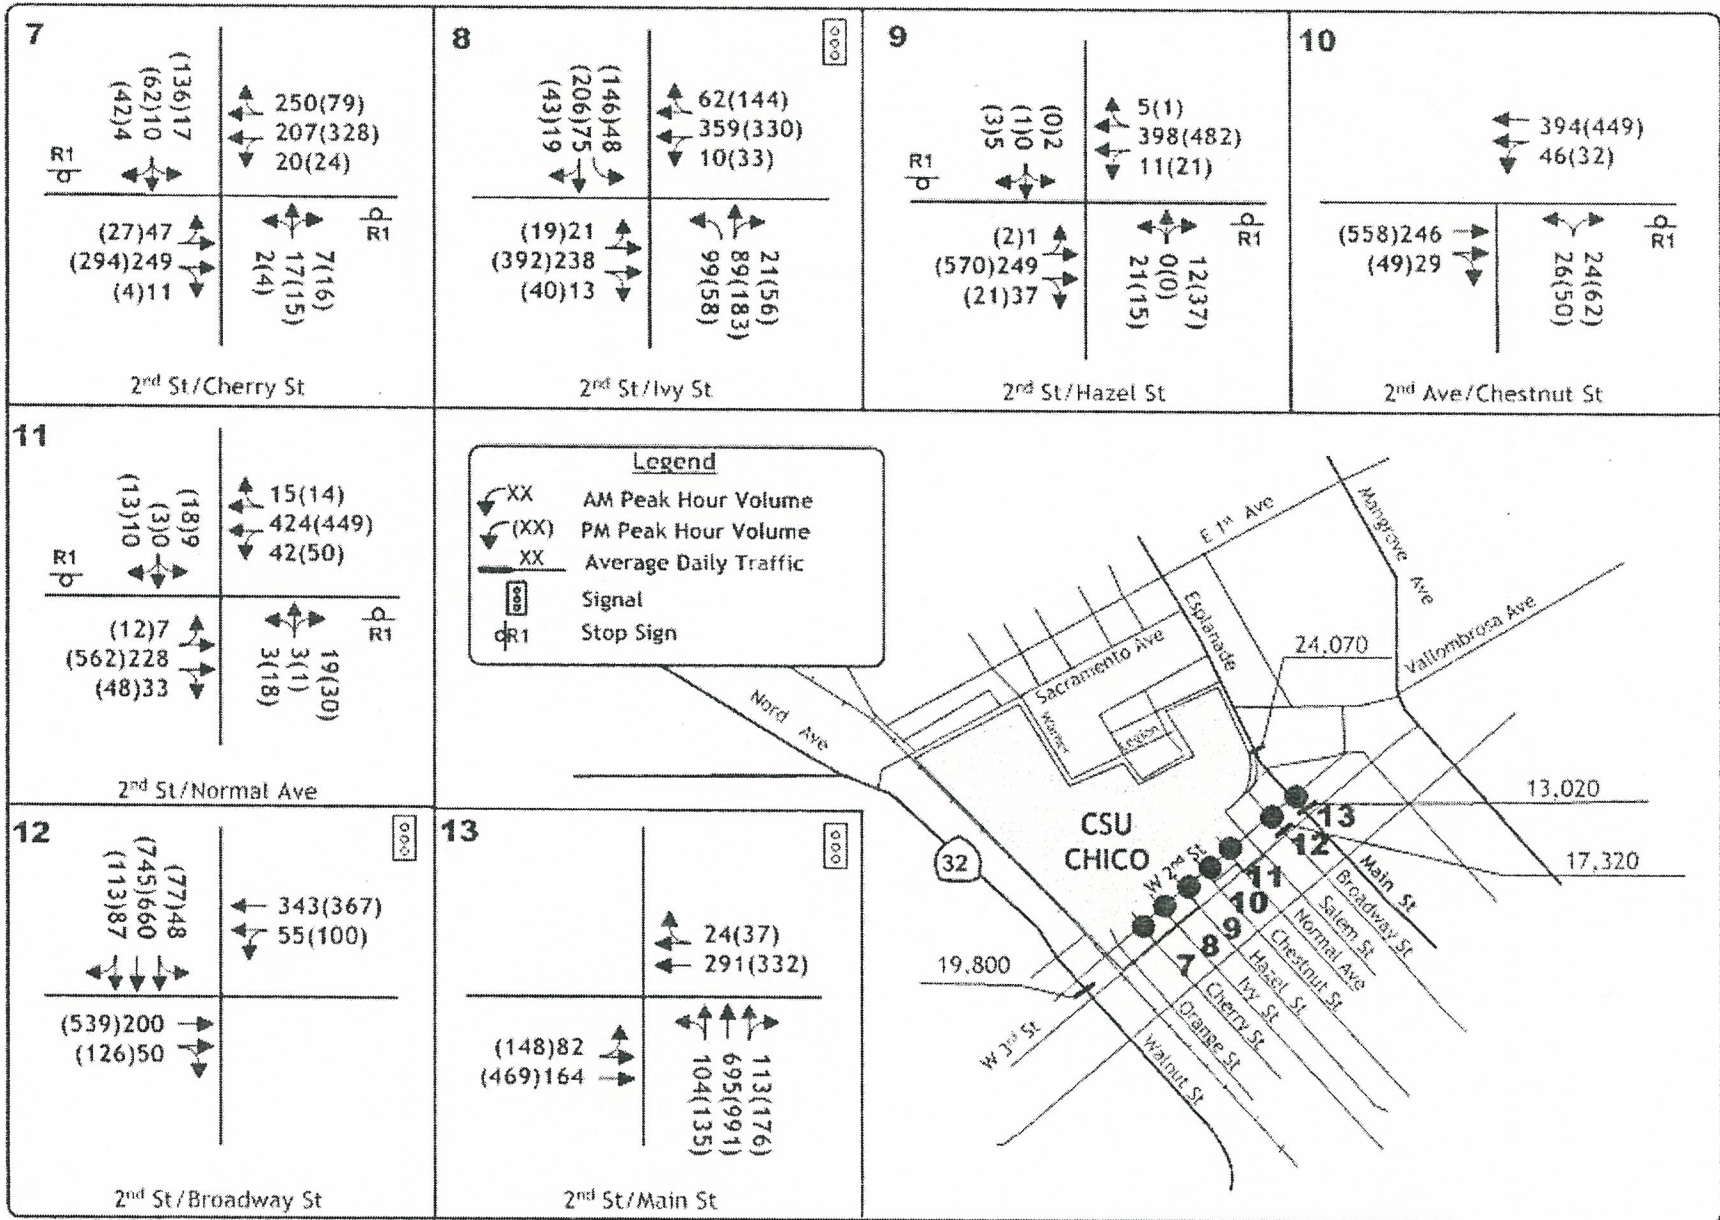 7
(136)17
(62)10
(42)4
250(79)
207(328)
20(24)
R1
(27)47
(294)249
(4)11
2(4)
17(15)
7(16)
R1
2nd St/Cherry St
8
(146)48
(206)75
(43)19
62(144)
359(330)
10(33)
(19)21
(392)238
(40)13
99(58)
89(183)
21(56)
2nd St/Ivy St
9
(0)2
(1)0
(3)5
5(1)
398(482)
11(21)
R1
(2)1
(570)249
(21)37
21(15)
0(0)
12(37)
R1
2nd St/Hazel St
10
394(449)
46(32)
(558)246
(49)29
26(50)
24(62)
R1
2nd Ave/Chestnut St
11
(18)9
(3)0
(13)10
15(14)
424(449)
42(50)
R1
(12)7
(562)228
(48)33
3(18)
3(1)
19(30)
R1
2nd St/Normal Ave
Legend
XX AM Peak Hour Volume
(XX) PM Peak Hour Volume
XX Average Daily Traffic
Signal
R1 Stop Sign
12
(77)48
(745)660
(113)87
343(367)
55(100)
(539)200
(126)50
2nd St/Broadway St
13
24(37)
291(332)
(148)82
(469)164
104(135)
695(991)
113(176)
2nd St/Main St
E 1st Ave
Mangrove Ave
Esplanade
Vallombrosa Ave
Sacramento Ave
24,070
Nord Ave
Warner
Legion
13,020
17,320
CSU
CHICO
32
W 2nd St
13
12
11
10
9
8
7
Main St
Broadway St
Salem St
Normal Ave
Chestnut St
Hazel St
Ivy St
Cherry St
Orange St
Walnut St
W 3rd St
19,800